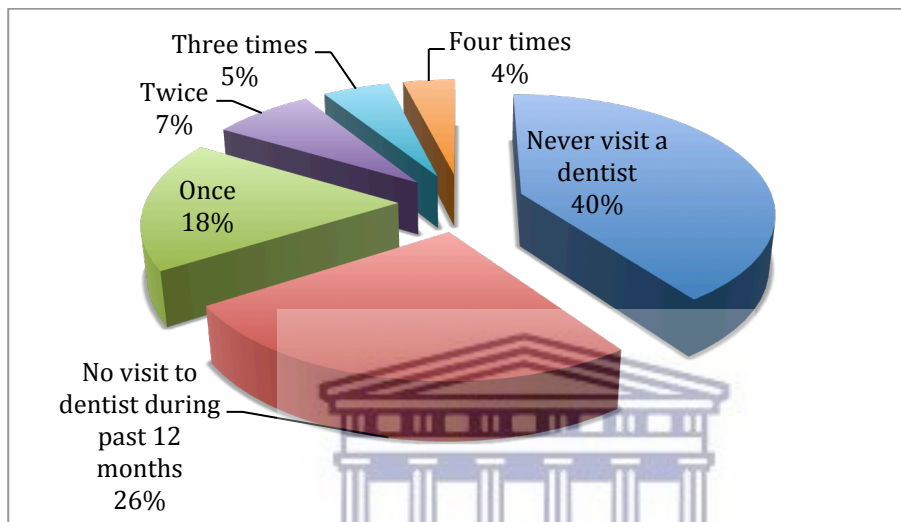 Three times
5%
Four times
4%
Twice
7%
Never visit a
dentist
40%
Once
18%
No visit to
dentist during
past 12
months
26%